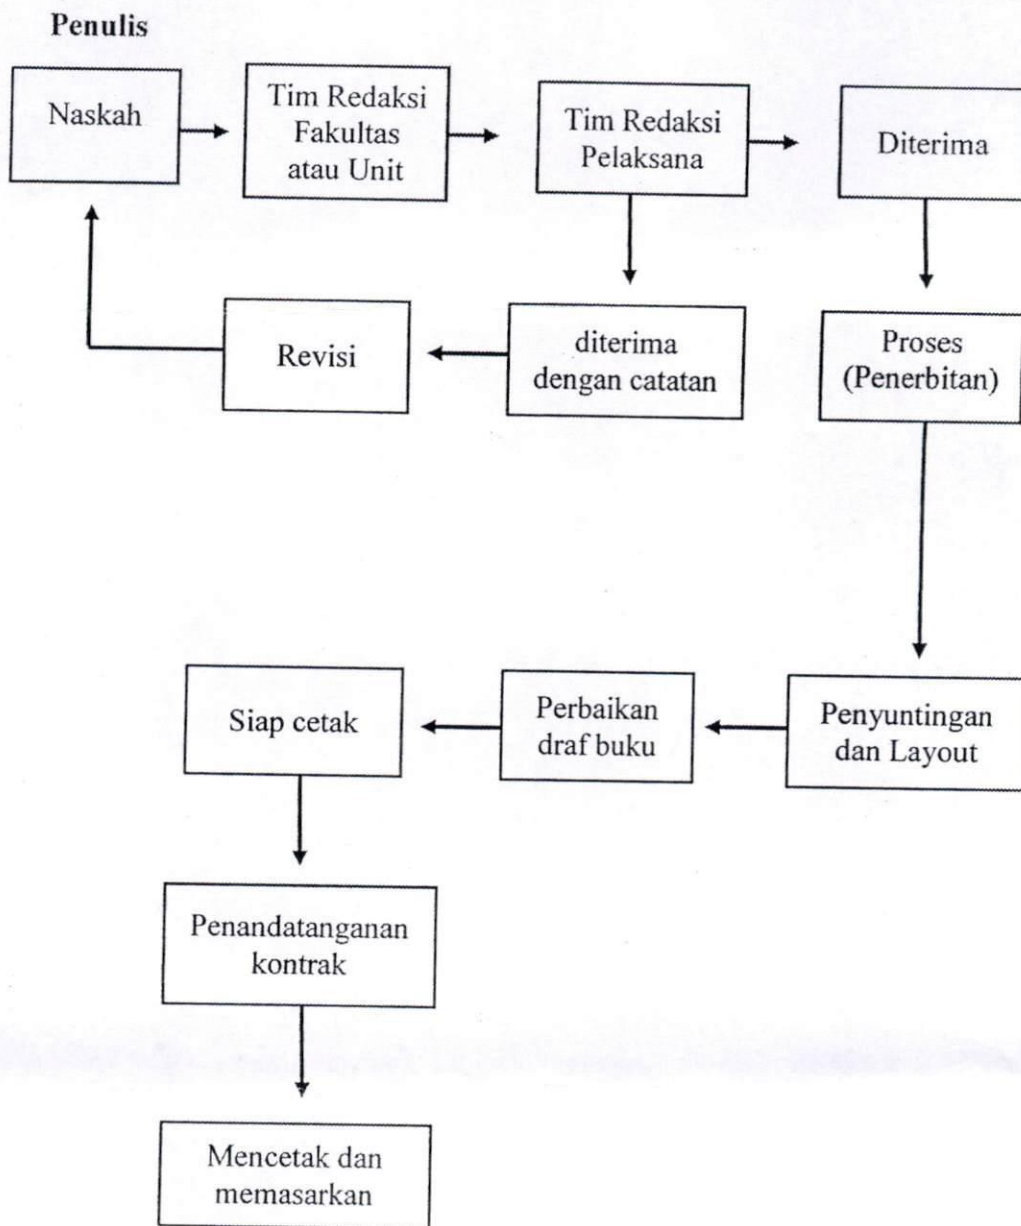 Penulis
Naskah
Tim Redaksi
Fakultas
atau Unit
Tim Redaksi
Pelaksana
Diterima
Revisi
diterima
dengan catatan
Proses
(Penerbitan)
Siap cetak
Perbaikan
draf buku
Penyuntingan
dan Layout
Penandatanganan
kontrak
Mencetak dan
memasarkan